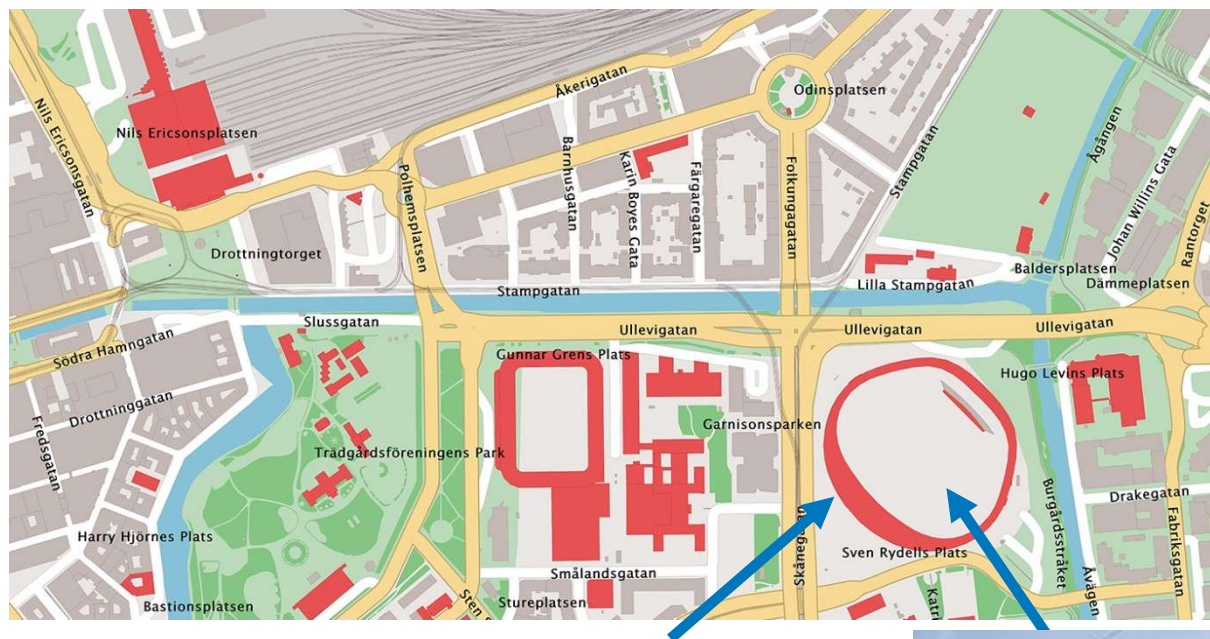 Åkerigatan
Odinsplatsen
Nils Ericsonsgatan
Nils Ericsonsplatsen
Ågången
Stampgatan
Polhemsplatsen
Barnhusgatan
Karin Boyes Gata
Färgaregatan
Folkungagatan
Johan Willins Gata
Rantorget
Drottningtorget
Baldersplatsen
Lilla Stampgatan
Dämmeplatsen
Stampgatan
Slussgatan
Ullevigatan
Ullevigatan
Ullevigatan
Södra Hamngatan
Gunnar Grens Plats
Hugo Levins Plats
Drottninggatan
Fredsgatan
Garnisonsparken
Trädgårdsföreningens Park
Burgårdsstråket
Drakegatan
Harry Hjörnes Plats
Skånegatan
Sven Rydells Plats
Fabriksgatan
Smålandsgatan
Åvägen
Bastionsplatsen
Sten
Stureplatsen
Katri